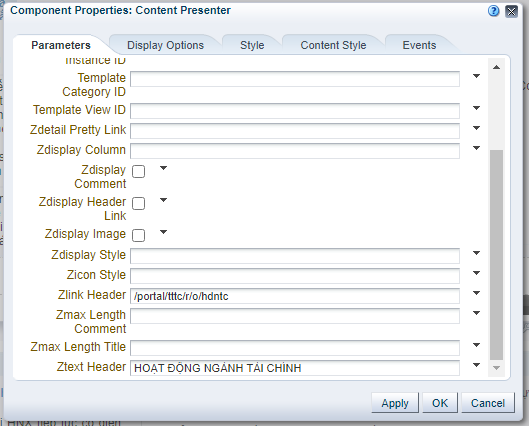 Component Properties: Content Presenter
Parameters
Display Options
Style
Content Style
Events
Instance ID
Template
Category ID
Template View ID
Zdetail Pretty Link
Zdisplay Column
Zdisplay
Comment
Zdisplay Header
Link
Zdisplay Image
Zdisplay Style
Zicon Style
Zlink Header /portal/tttc/r/o/hdntc
Zmax Length
Comment
Zmax Length Title
Ztext Header HOẠT ĐỘNG NGÀNH TÀI CHÍNH
Apply
OK
Cancel